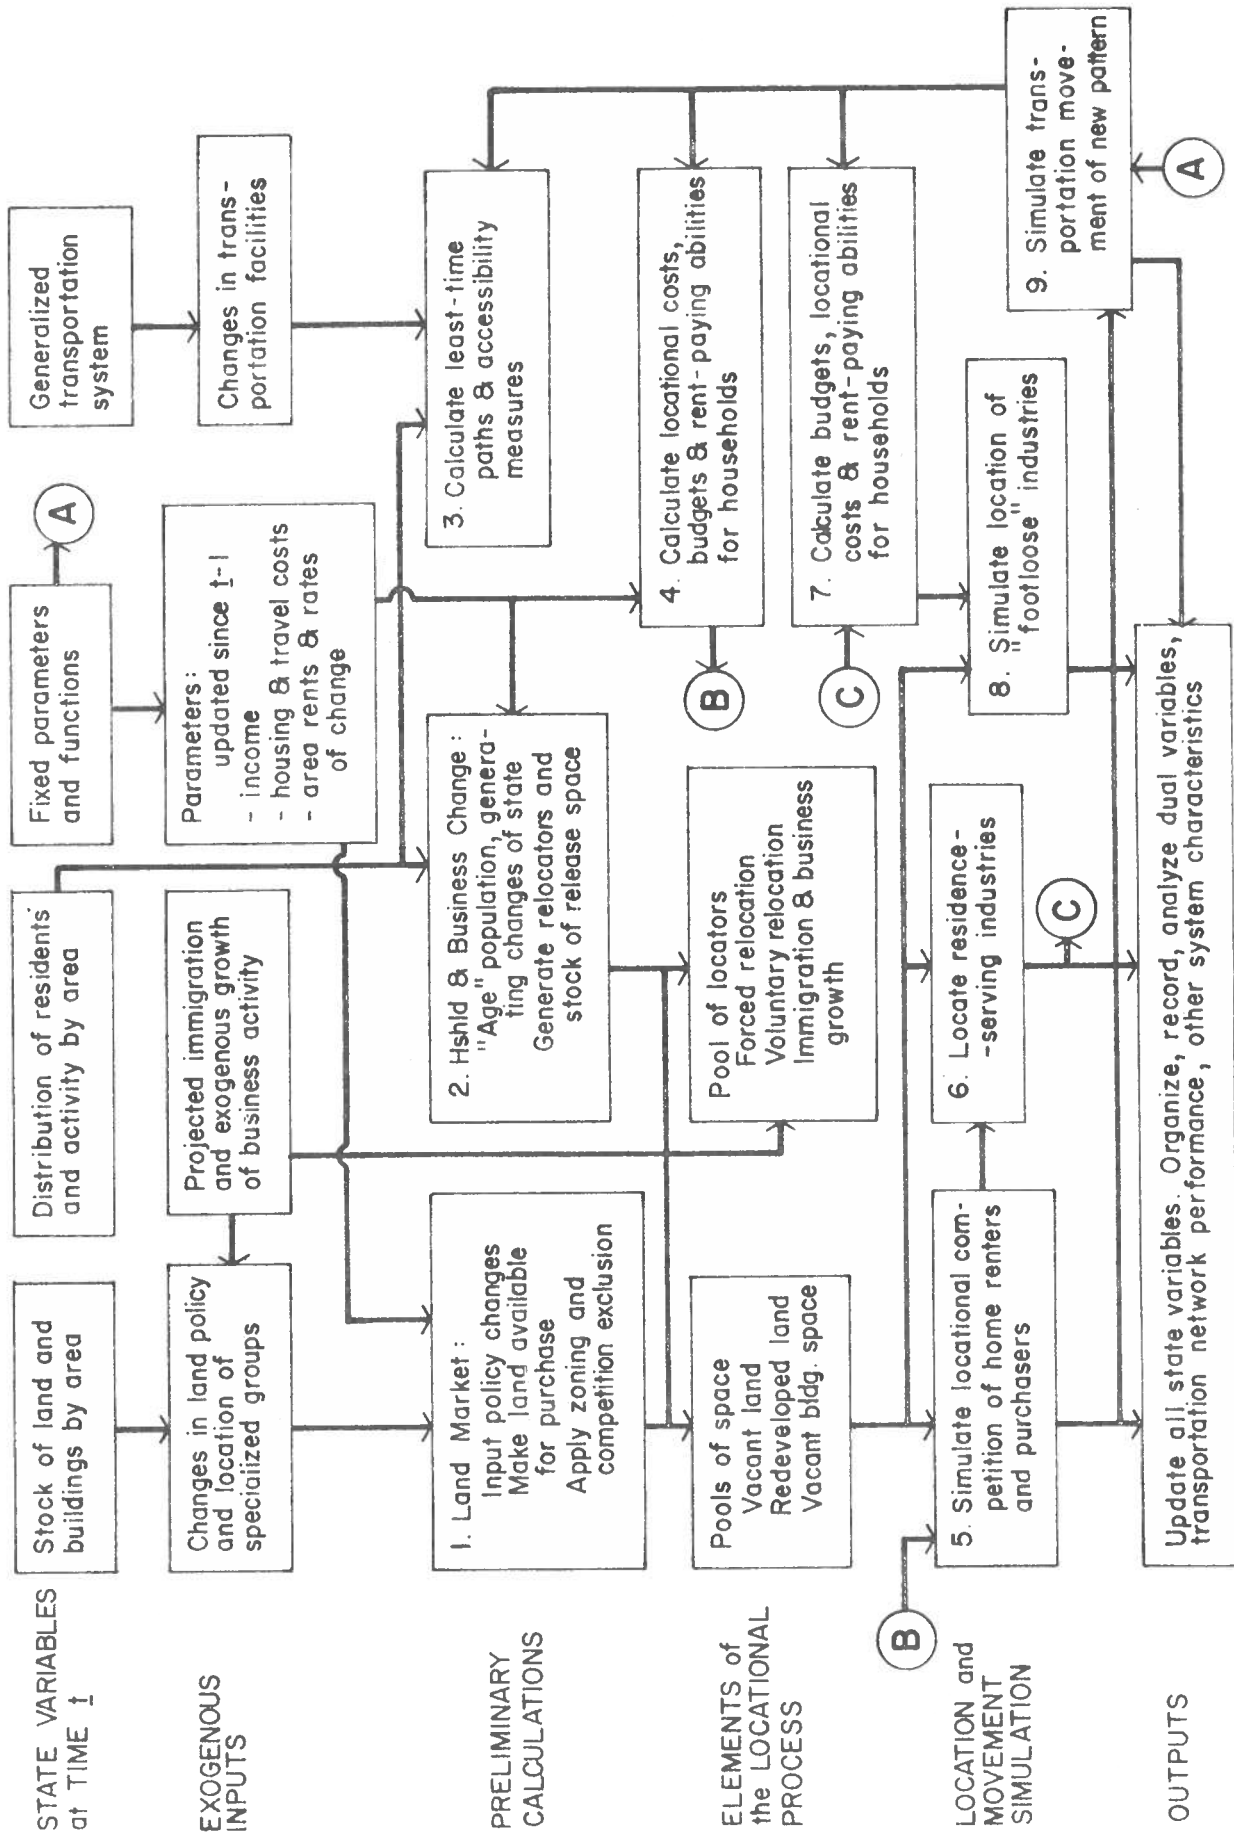 STATE VARIABLES
at TIME t
Stock of land and
buildings by area
Distribution of residents
and activity by area
Fixed parameters
and functions
A
Generalized
transportation
system
EXOGENOUS
INPUTS
Changes in land policy
and location of
specialized groups
Projected immigration
and exogenous growth
of business activity
Parameters:
updated since t-1
- income
- housing & travel costs
- area rents & rates
of change
Changes in trans-
portation facilities
PRELIMINARY
CALCULATIONS
1. Land Market:
Input policy changes
Make land available
for purchase
Apply zoning and
competition exclusion
2. Hshld & Business Change:
"Age" population, genera-
ting changes of state
Generate relocators and
stock of release space
3. Calculate least-time
paths & accessibility
measures
ELEMENTS of
the LOCATIONAL
PROCESS
Pools of space
Vacant land
Redeveloped land
Vacant bldg. space
Pool of locators
Forced relocation
Voluntary relocation
Immigration & business
growth
B
4. Calculate locational costs,
budgets & rent-paying abilities
for households
C
7. Calculate budgets, locational
costs & rent-paying abilities
for households
LOCATION and
MOVEMENT
SIMULATION
B
5. Simulate locational com-
petition of home renters
and purchasers
6. Locate residence-
-serving industries
C
8. "Simulate location of
"footloose" industries
9. Simulate trans-
portation move-
ment of new pattern
A
OUTPUTS
Update all state variables. Organize, record, analyze dual variables,
transportation network performance, other system characteristics